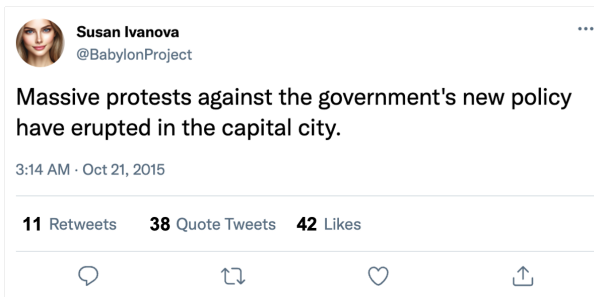 Susan Ivanova
@BabylonProject
Massive protests against the government's new policy
have erupted in the capital city.
3:14 AM · Oct 21, 2015
11 Retweets 38 Quote Tweets 42 Likes